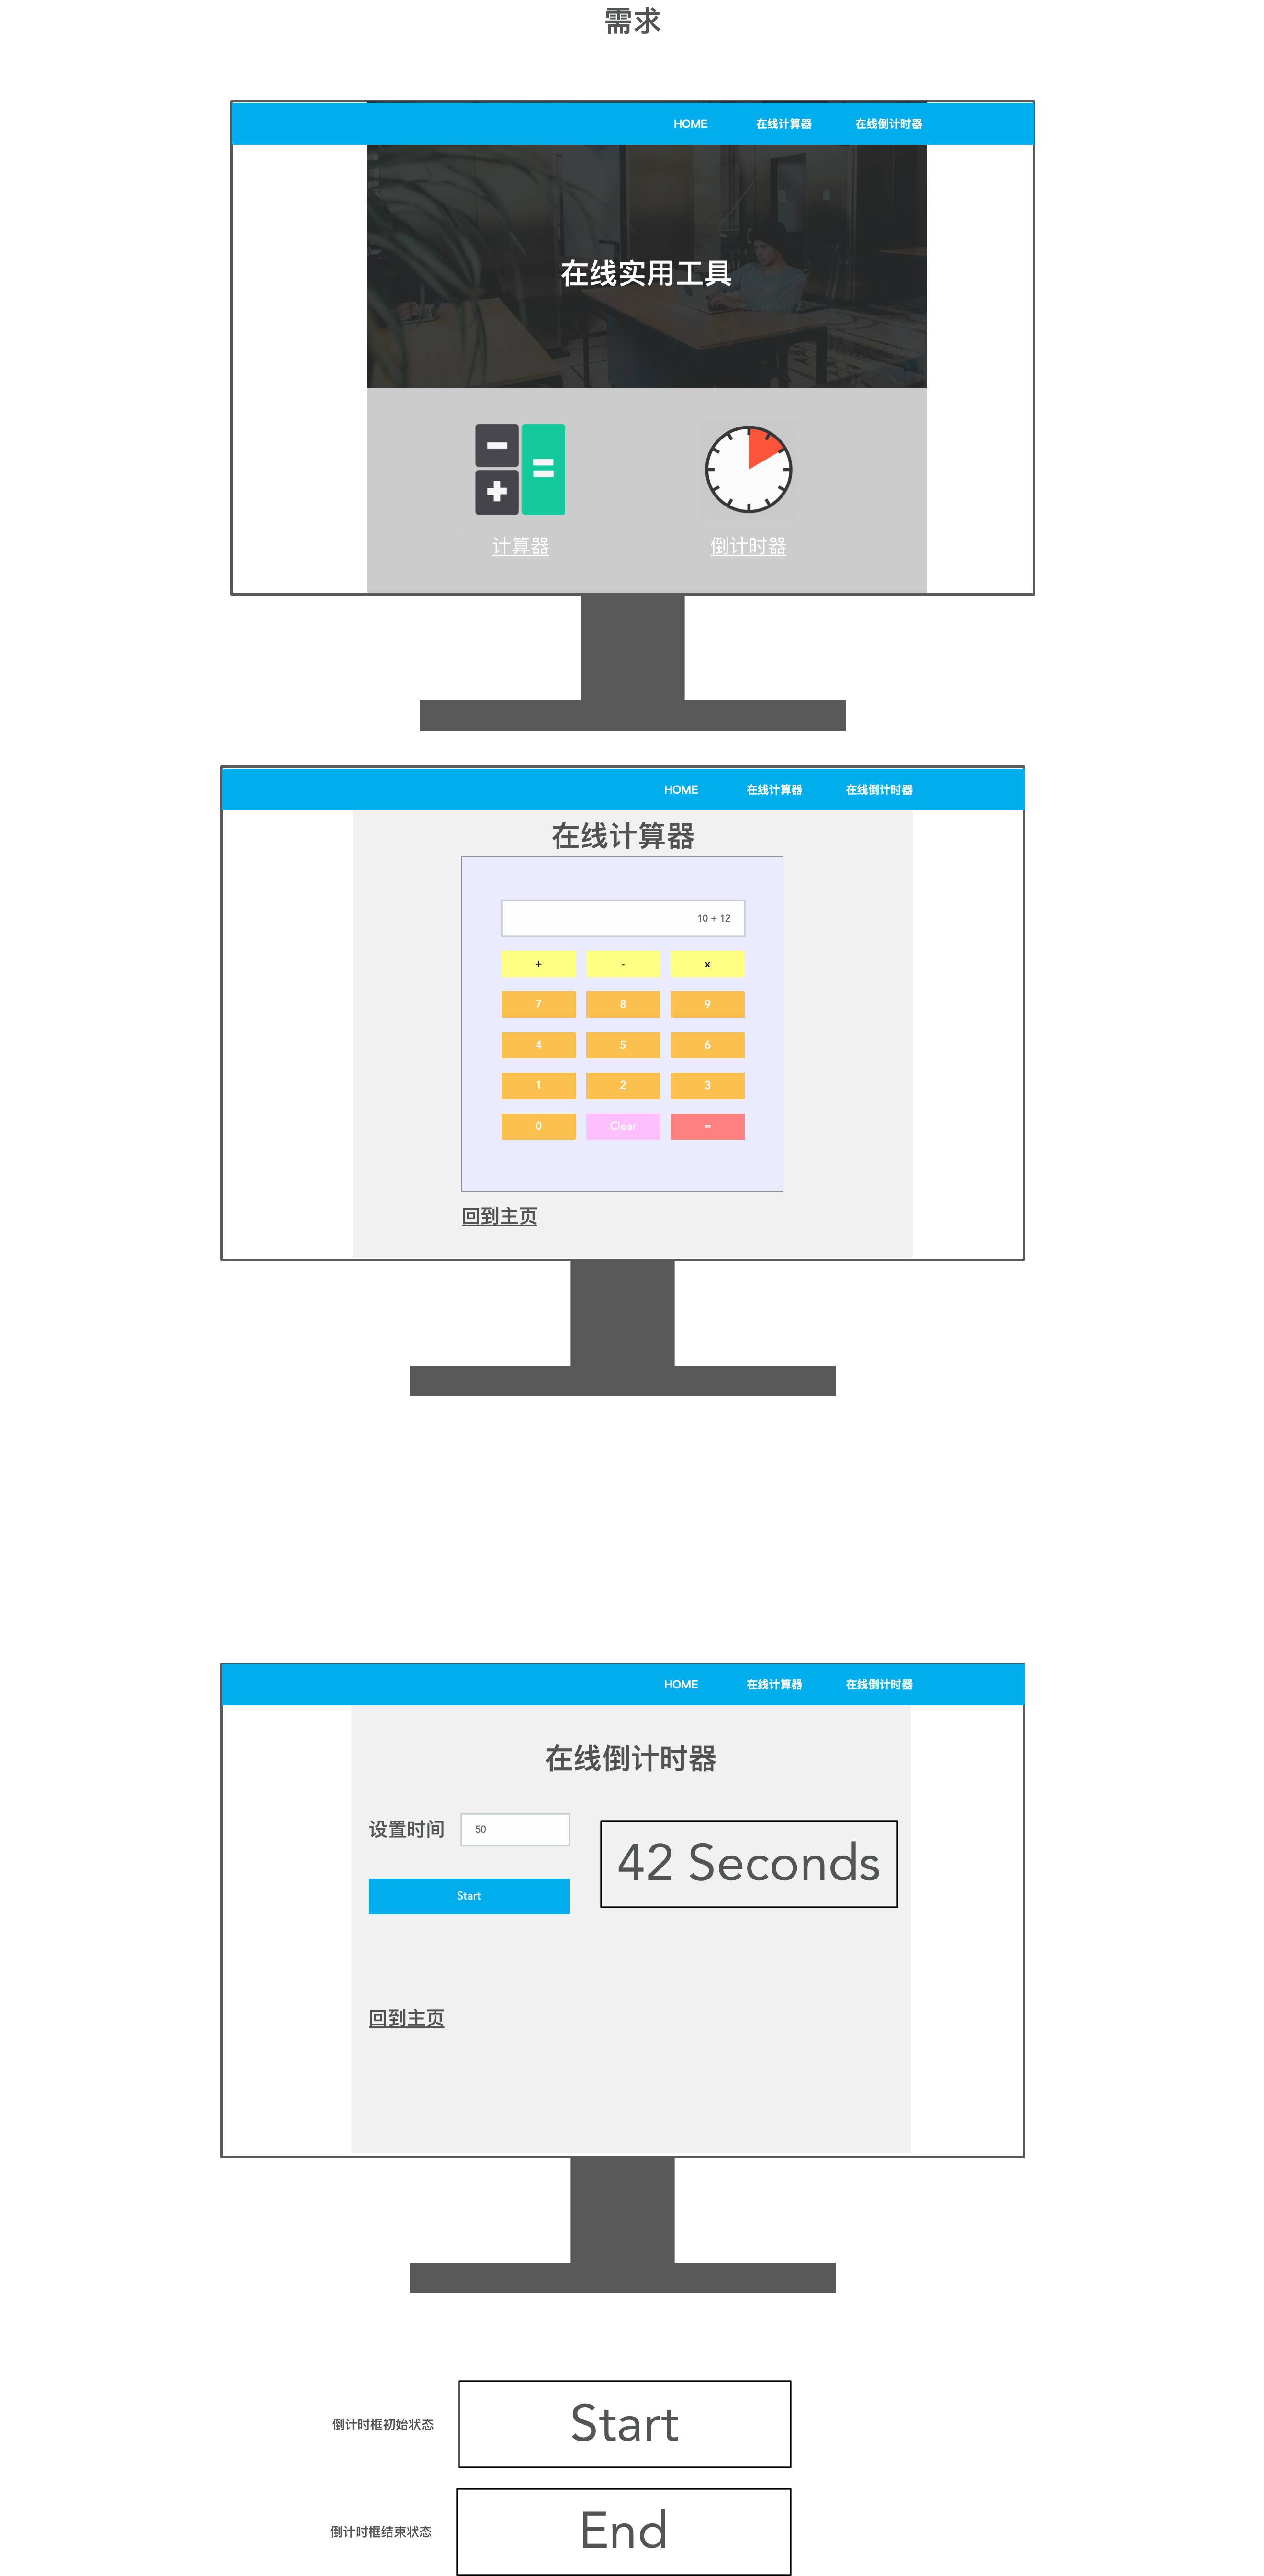 需求
HOME 在线计算器 在线倒计时器
在线实用工具
计算器 倒计时器
HOME 在线计算器 在线倒计时器
在线计算器
10 + 12
+ - x
7 8 9
4 5 6
1 2 3
0 Clear =
回到主页
HOME 在线计算器 在线倒计时器
在线倒计时器
设置时间 50
42 Seconds
Start
回到主页
倒计时框初始状态 Start
倒计时框结束状态 End